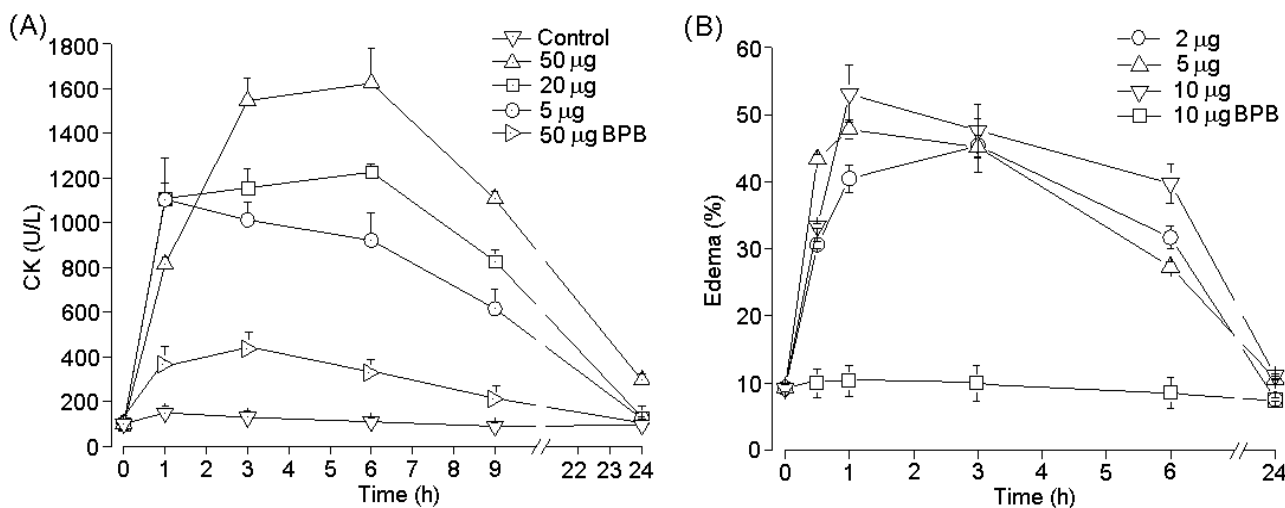 (A)
1800
1600
1400
1200
1000
800
600
400
200
0
CK (U/L)
0 1 2 3 4 5 6 7 8 9 22 23 24
Time (h)
Control
50 μg
20 μg
5 μg
50 μg BPB
(B)
60
50
40
30
20
10
0
Edema (%)
0 1 2 3 4 5 6 24
Time (h)
2 μg
5 μg
10 μg
10 μg BPB